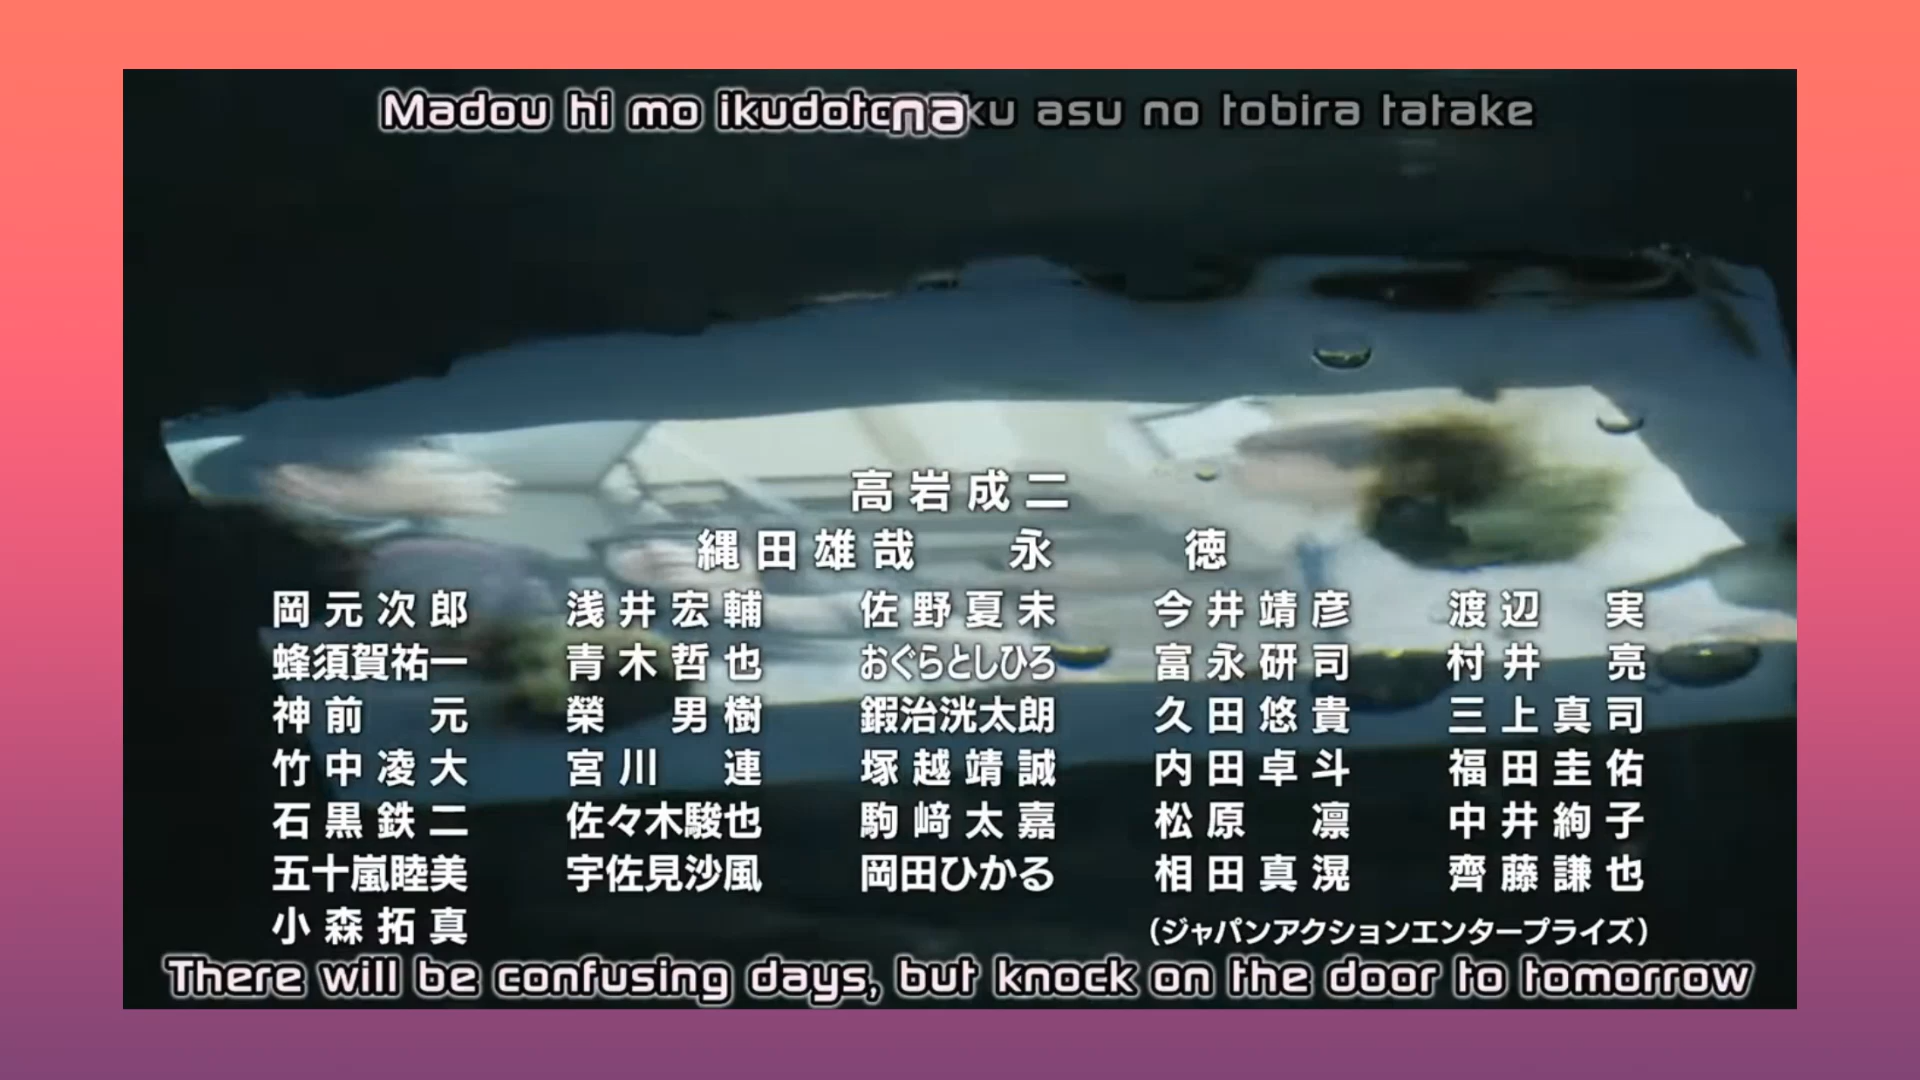 Madou hi mo ikudotonaku asu no tobira tatake
高岩成二
縄田雄哉 永徳
岡元次郎 浅井宏輔 佐野夏未 今井靖彦 渡辺実
蜂須賀祐一 青木哲也 おぐらとしひろ 富永研司 村井亮
神前元 榮男樹 鍜治洸太朗 久田悠貴 三上真司
竹中凌大 宮川連 塚越靖誠 内田卓斗 福田圭佑
石黒鉄二 佐々木駿也 駒﨑太嘉 松原凛 中井絢子
五十嵐睦美 宇佐見沙風 岡田ひかる 相田真滉 齊藤謙也
小森拓真 (ジャパンアクションエンタープライズ)
There will be confusing days, but knock on the door to tomorrow